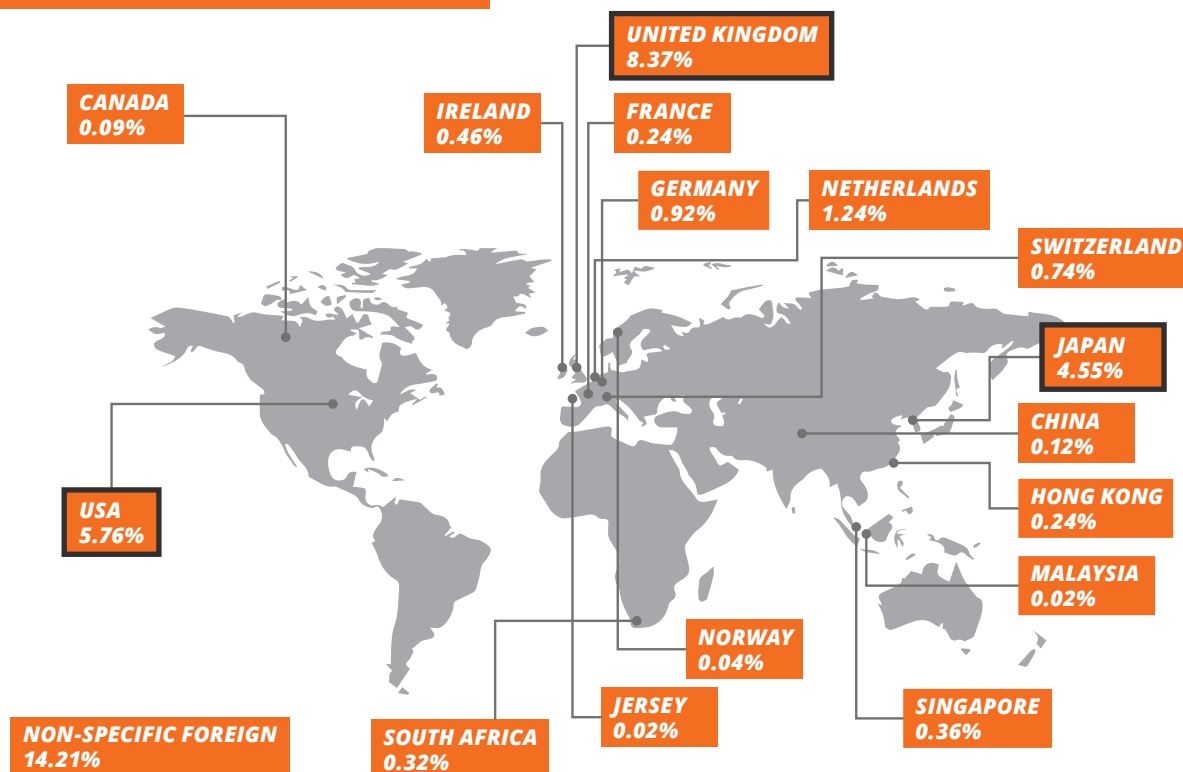 UNITED KINGDOM
8.37%
CANADA
0.09%
IRELAND
0.46%
FRANCE
0.24%
GERMANY
0.92%
NETHERLANDS
1.24%
SWITZERLAND
0.74%
JAPAN
4.55%
CHINA
0.12%
USA
5.76%
HONG KONG
0.24%
MALAYSIA
0.02%
NORWAY
0.04%
JERSEY
0.02%
SINGAPORE
0.36%
NON-SPECIFIC FOREIGN
14.21%
SOUTH AFRICA
0.32%